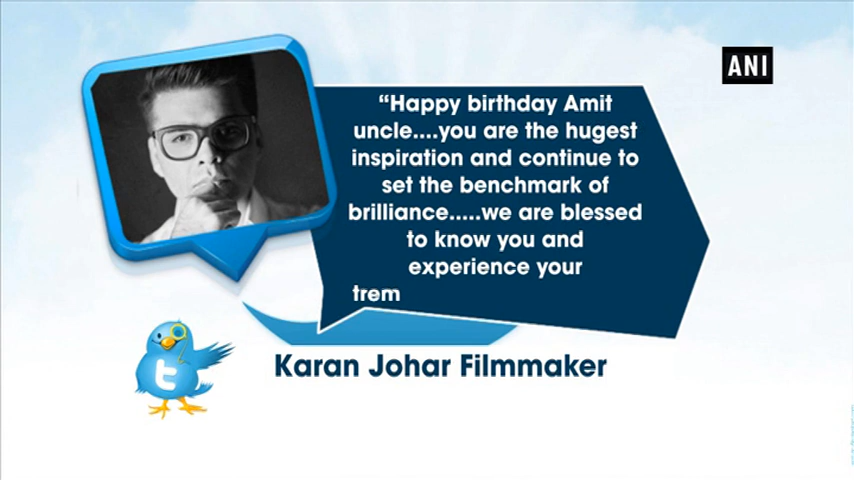 ANI
“Happy birthday Amit
uncle....you are the hugest
inspiration and continue to
set the benchmark of
brilliance.....we are blessed
to know you and
experience your
trem
Karan Johar Filmmaker
t